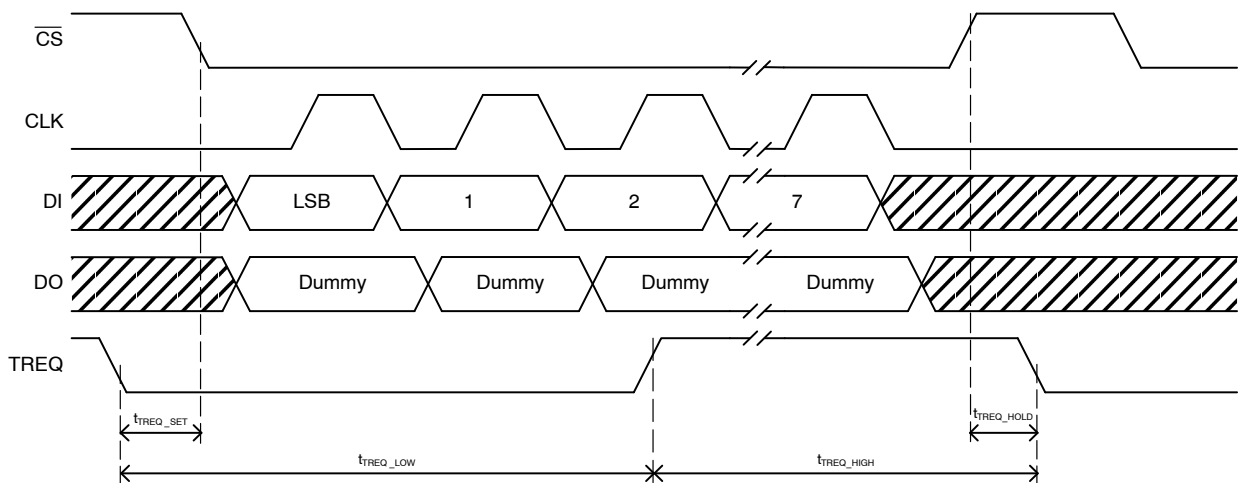 CS
CLK
DI LSB 1 2 7
DO Dummy Dummy Dummy Dummy
TREQ
tTREQ_SET tTREQ_HOLD
tTREQ_LOW tTREQ_HIGH